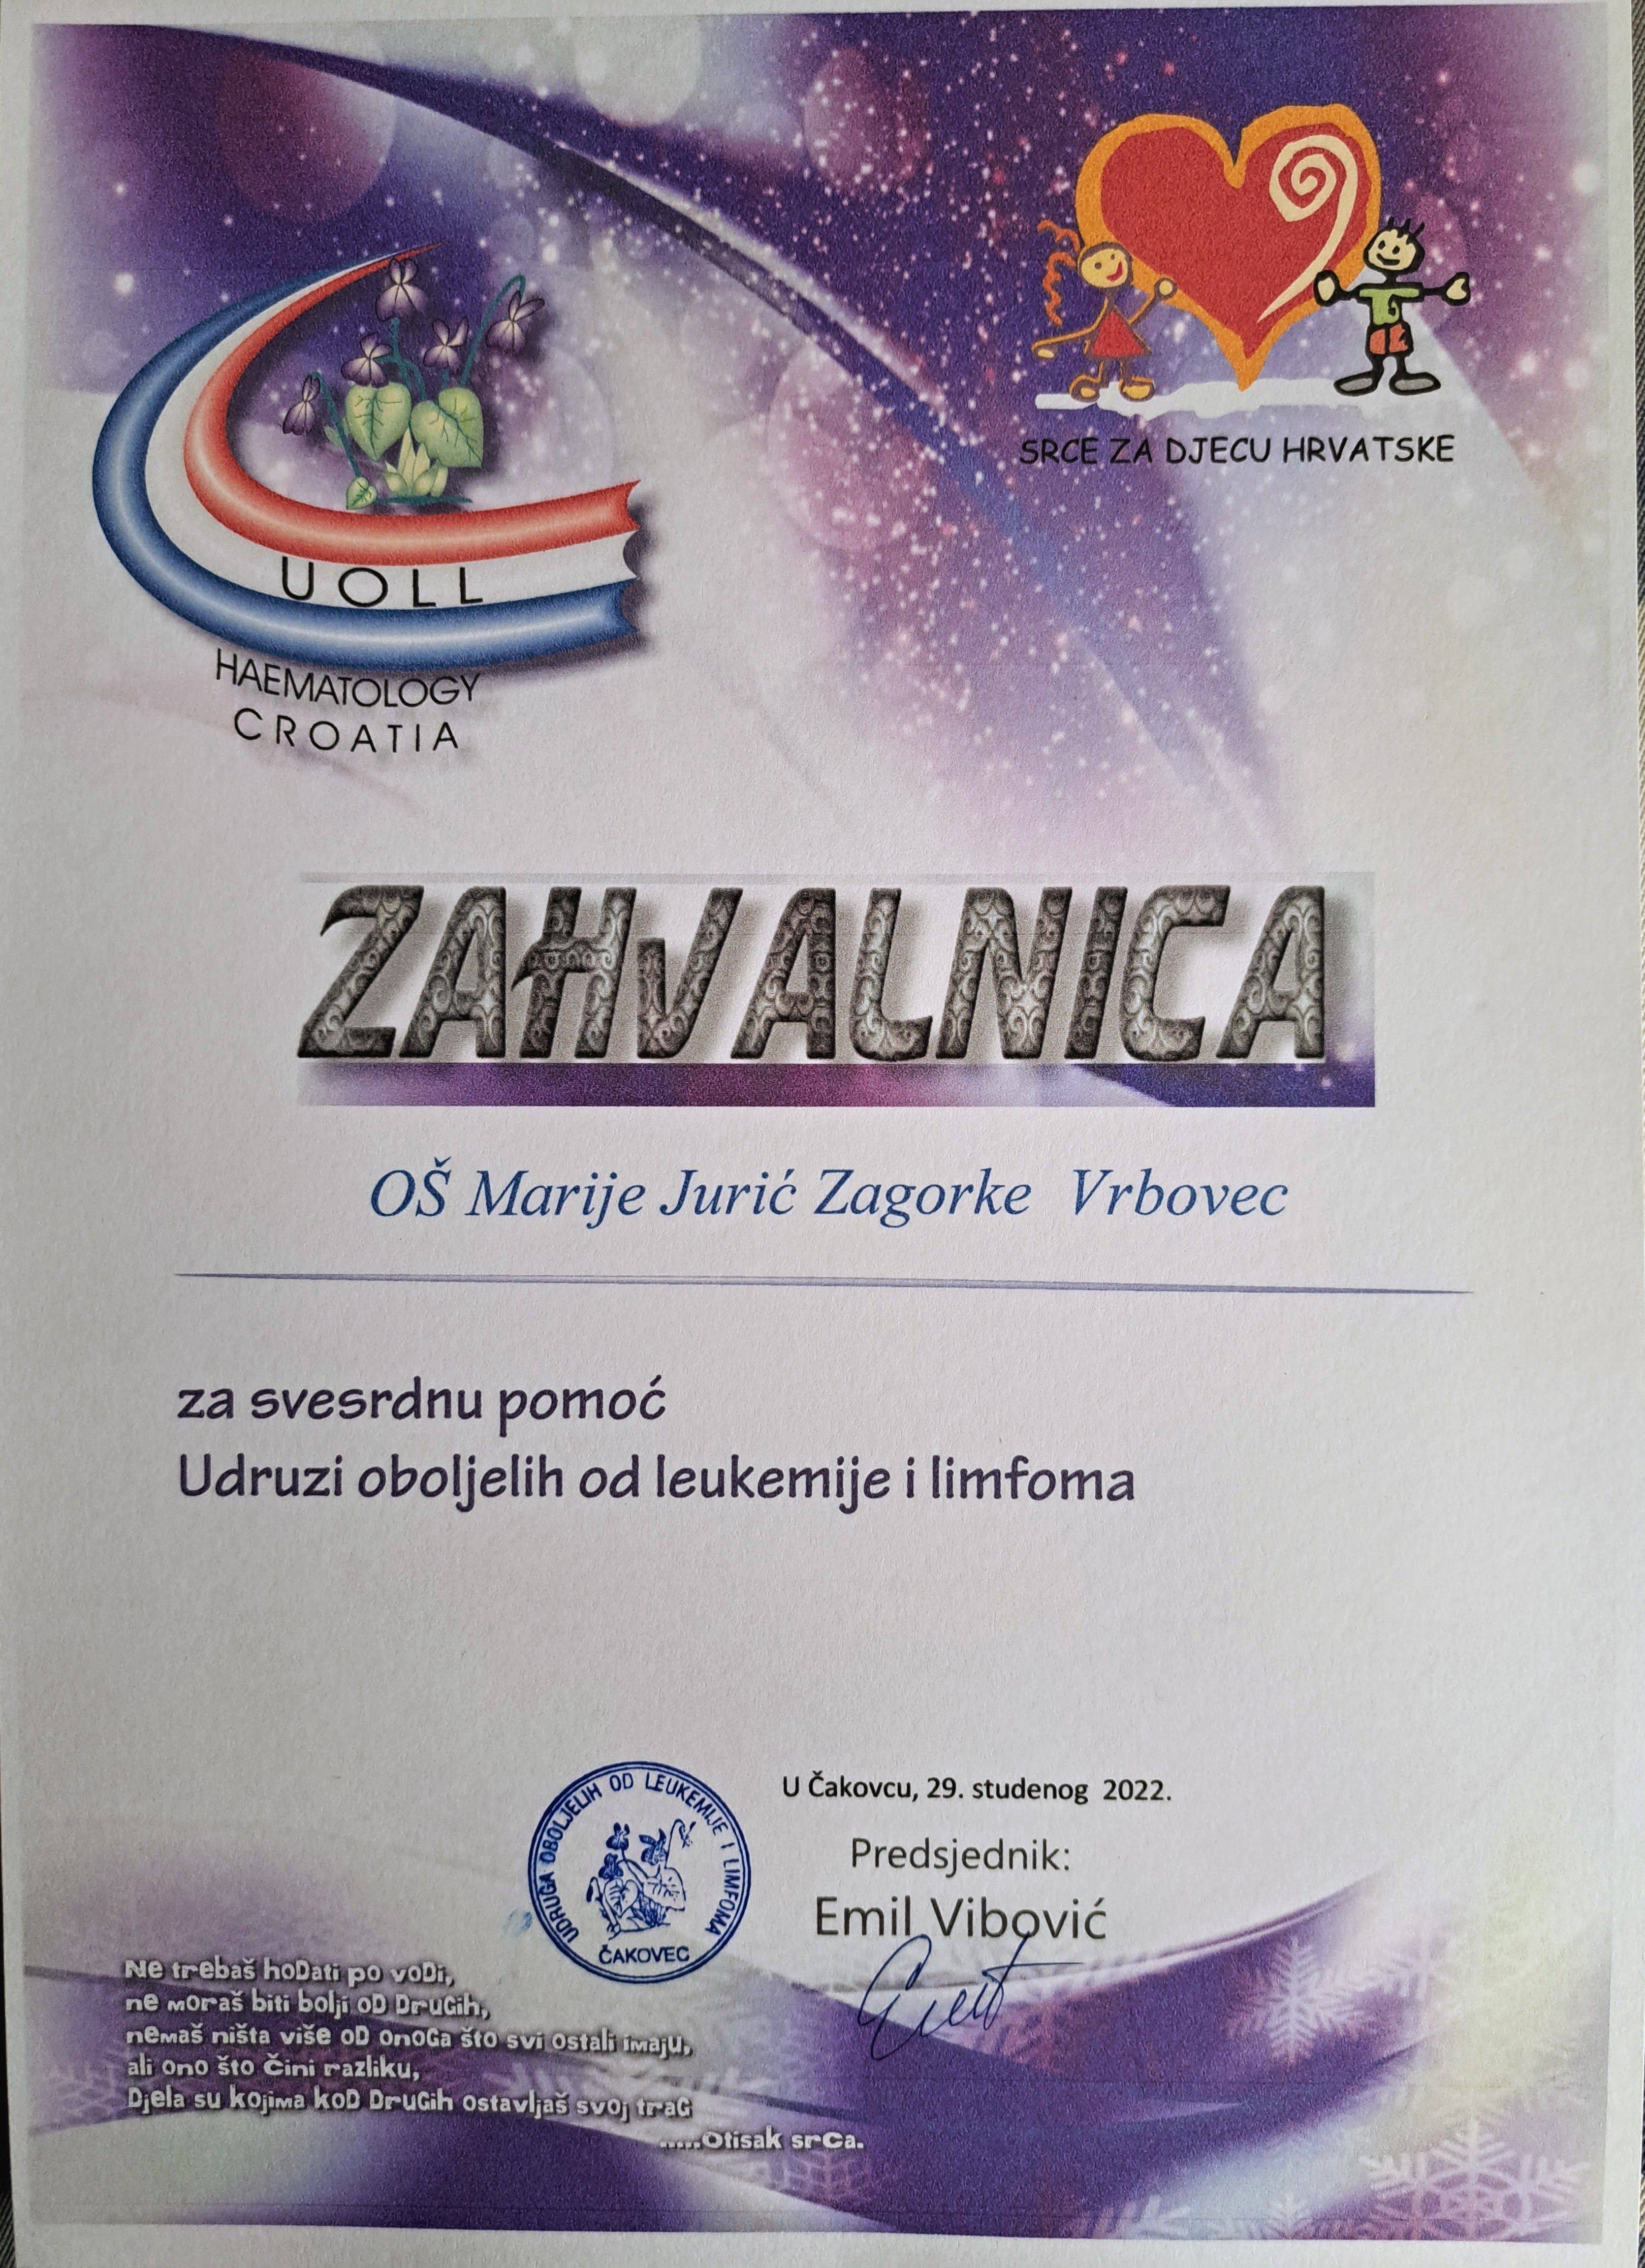 UOLL
HAEMATOLOGY
CROATIA
SRCE ZA DJECU HRVATSKE
ZAHVALNICA
OŠ Marije Jurić Zagorke Vrbovec
za svesrdnu pomoć
Udruzi oboljelih od leukemije i limfoma
UDRUGA OBOLJELIH OD LEUKEMIJE I LIMFOMA
ČAKOVEC
U Čakovcu, 29. studenog 2022.
Predsjednik:
Emil Vibović
Ne trebaš hoDati po voDi,
ne moraš biti bolji oD DruGih,
nemaš ništa više oD onoGa što svi ostali imaju,
ali ono što čini razliku,
Djela su kojima koD DruGih ostavljaš svoj traG
.....Otisak srCa.